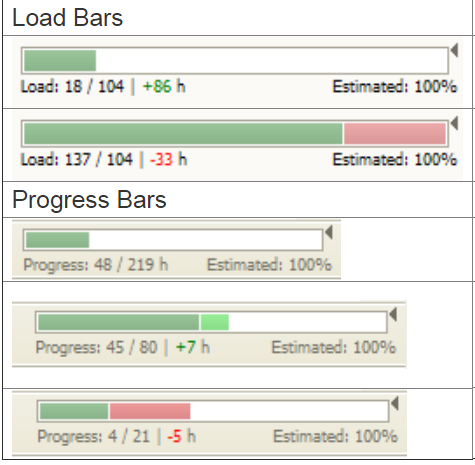 Load Bars
Load: 18 / 104 | +86 h Estimated: 100%
Load: 137 / 104 | -33 h Estimated: 100%
Progress Bars
Progress: 48 / 219 h Estimated: 100%
Progress: 45 / 80 | +7 h Estimated: 100%
Progress: 4 / 21 | -5 h Estimated: 100%